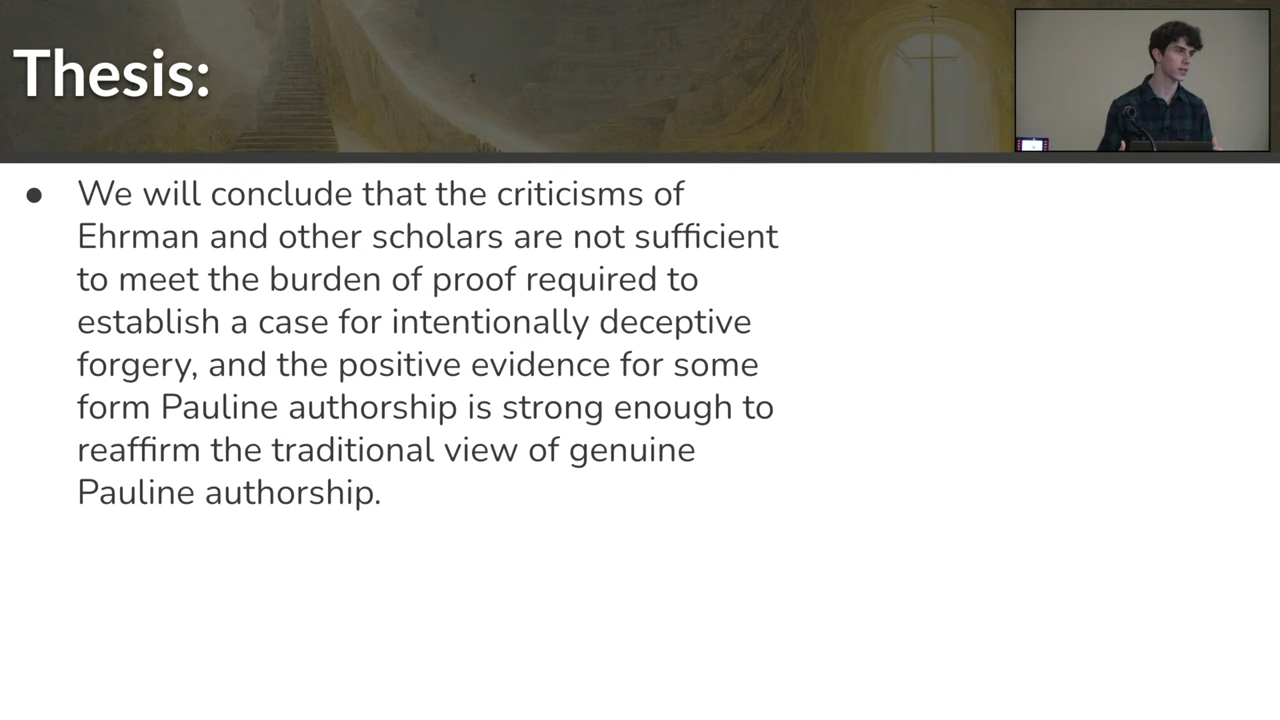 Thesis:
● We will conclude that the criticisms of
Ehrman and other scholars are not sufficient
to meet the burden of proof required to
establish a case for intentionally deceptive
forgery, and the positive evidence for some
form Pauline authorship is strong enough to
reaffirm the traditional view of genuine
Pauline authorship.